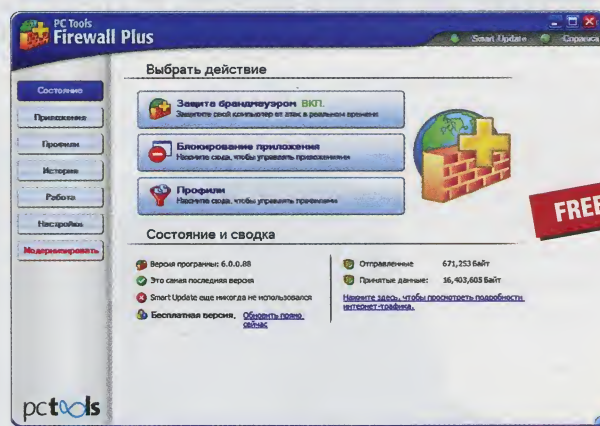 PC Tools
Firewall Plus
Smart Update
Справка
Состояние
Приложение
Профили
История
Работа
Настройки
Модернизировать
Выбрать действие
Защита брандмауэром ВКЛ.
Защитите свой компьютер от атак в реальном времени
Блокирование приложения
Нажмите сюда, чтобы управлять приложениями
Профили
Нажмите сюда, чтобы управлять правилами
FREE
Состояние и сводка
Версия программы: 6.0.0.88
Это самая последняя версия
Smart Update еще никогда не использовался
Бесплатная версия. Обновить прямо
сейчас
Отправленные 671,253 Байт
Принятые данные: 16,403,605 Байт
Нажмите здесь, чтобы просмотреть подробности
интернет-трафика.
pctools